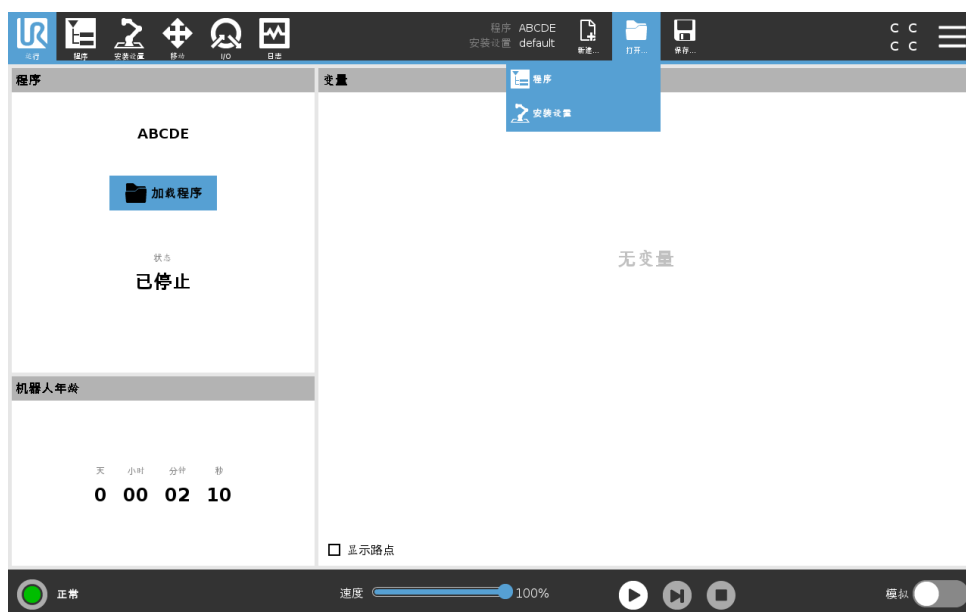 UR
运行
程序
安装设置
移动
I/O
日志
程序 ABCDE
安装设置 default
新建...
打开...
保存...
C C
C C
程序
安装设置
程序
ABCDE
加载程序
状态
已停止
变量
无变量
显示路点
机器人年龄
天 小时 分钟 秒
0 00 02 10
正常
速度 100%
模拟